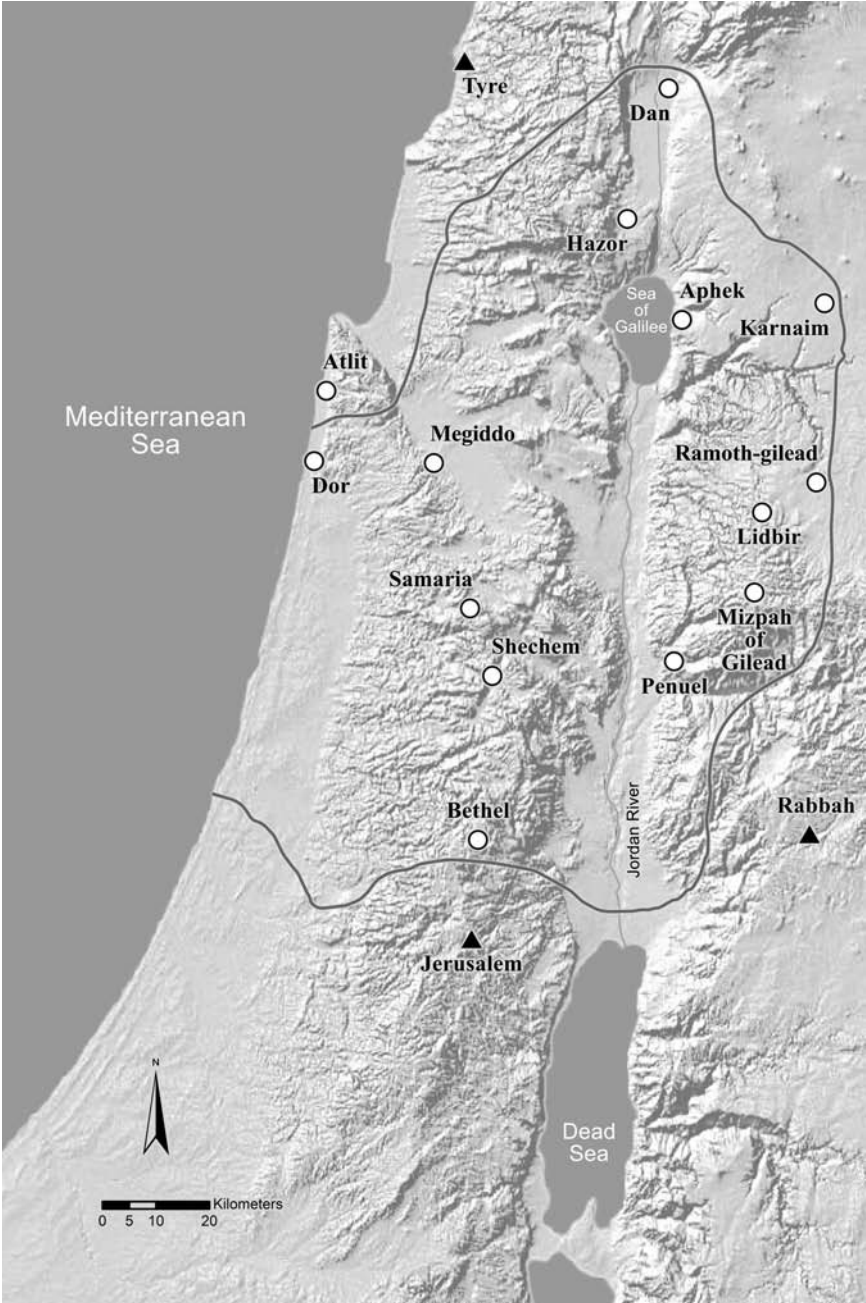 Tyre
Dan
Hazor
Sea
of
Galilee
Aphek
Karnaim
Atlit
Mediterranean
Sea
Megiddo
Dor
Ramoth-gilead
Lidbir
Samaria
Mizpah
of
Gilead
Shechem
Penuel
Jordan River
Bethel
Rabbah
Jerusalem
N
Dead
Sea
Kilometers
0 5 10 20